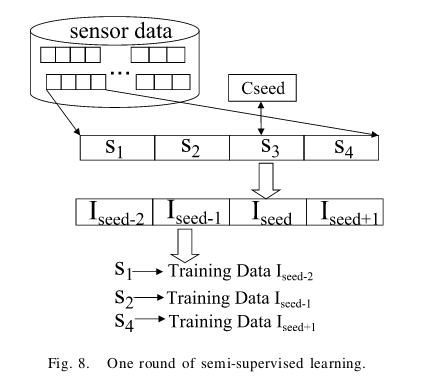 sensor data
...
Cseed
S1 S2 S3 S4
Iseed-2 Iseed-1 Iseed Iseed+1
S1 → Training Data Iseed-2
S2 → Training Data Iseed-1
S4 → Training Data Iseed+1
Fig. 8. One round of semi-supervised learning.